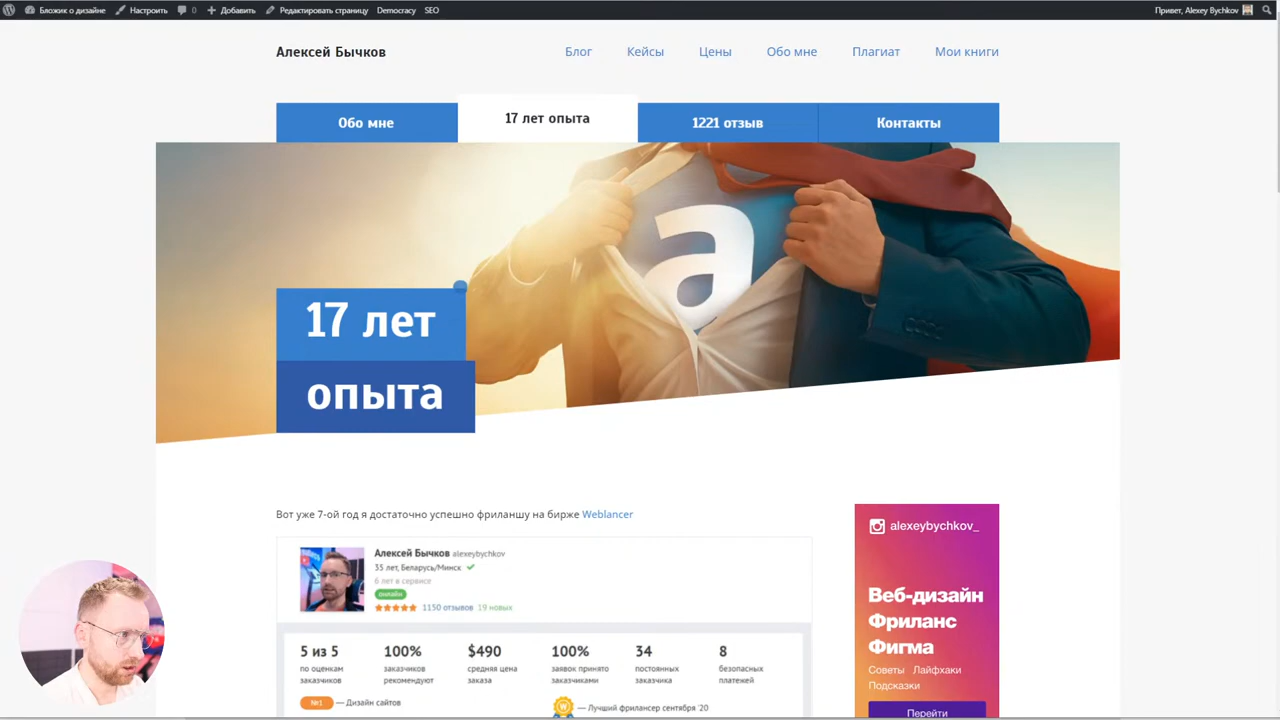 Бложик о дизайне Настроить 0 Добавить Редактировать страницу Democracy SEO Привет, Alexey Bychkov
Алексей Бычков Блог Кейсы Цены Обо мне Плагиат Мои книги
Обо мне 17 лет опыта 1221 отзыв Контакты
a
17 лет
опыта
Вот уже 7-ой год я достаточно успешно фриланшу на бирже Weblancer
Алексей Бычков alexeybychkov
35 лет, Беларусь/Минск
6 лет в сервисе
онлайн
1150 отзывов 19 новых
5 из 5 100% $490 100% 34 8
по оценкам заказчиков средняя цена заявок принято постоянных безопасных
заказчиков рекомендуют заказа заказчиками заказчика платежей
№1 — Дизайн сайтов W — Лучший фрилансер сентября '20
alexeybychkov_
Веб-дизайн
Фриланс
Фигма
Советы Лайфхаки
Подсказки
Перейти